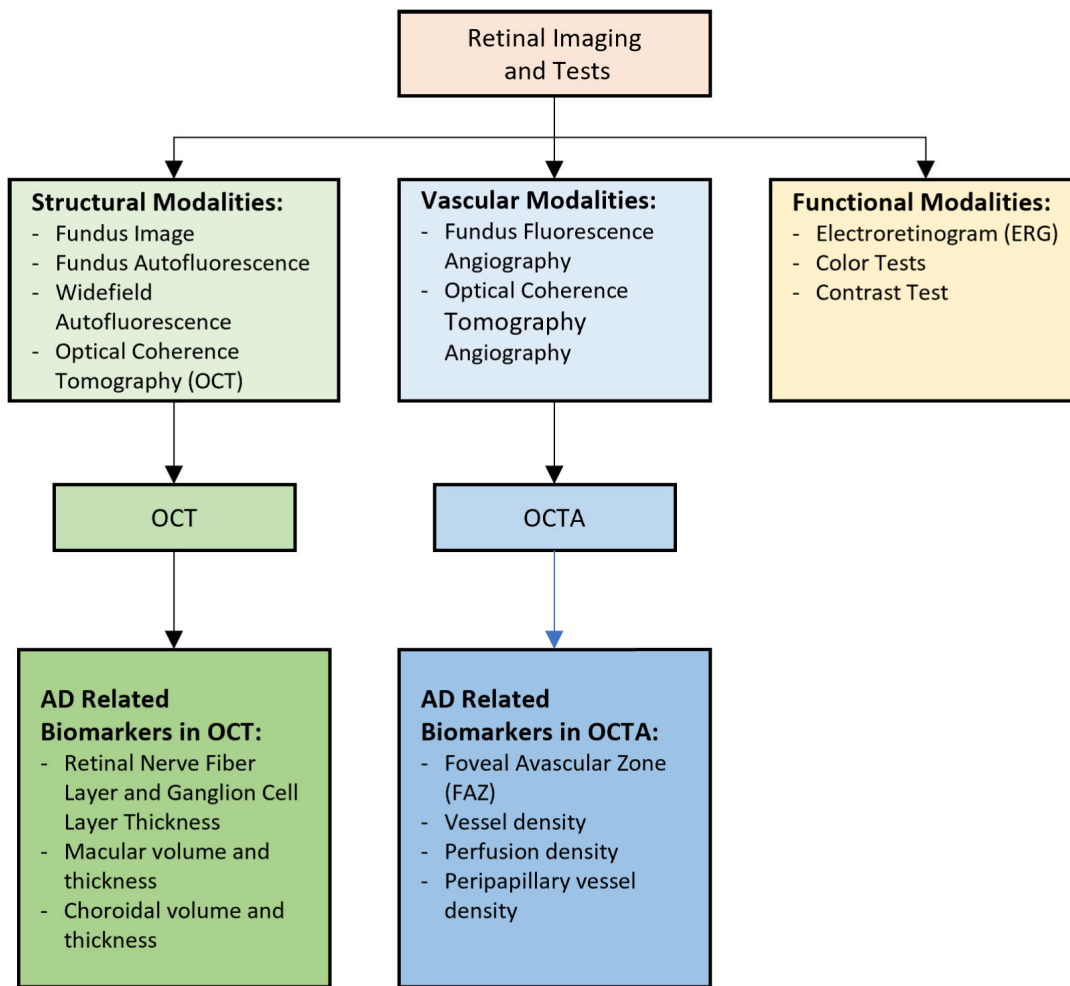 Retinal Imaging
and Tests
Structural Modalities:
- Fundus Image
- Fundus Autofluorescence
- Widefield
Autofluorescence
- Optical Coherence
Tomography (OCT)
Vascular Modalities:
- Fundus Fluorescence
Angiography
- Optical Coherence
Tomography
Angiography
Functional Modalities:
- Electroretinogram (ERG)
- Color Tests
- Contrast Test
OCT
OCTA
AD Related
Biomarkers in OCT:
- Retinal Nerve Fiber
Layer and Ganglion Cell
Layer Thickness
- Macular volume and
thickness
- Choroidal volume and
thickness
AD Related
Biomarkers in OCTA:
- Foveal Avascular Zone
(FAZ)
- Vessel density
- Perfusion density
- Peripapillary vessel
density